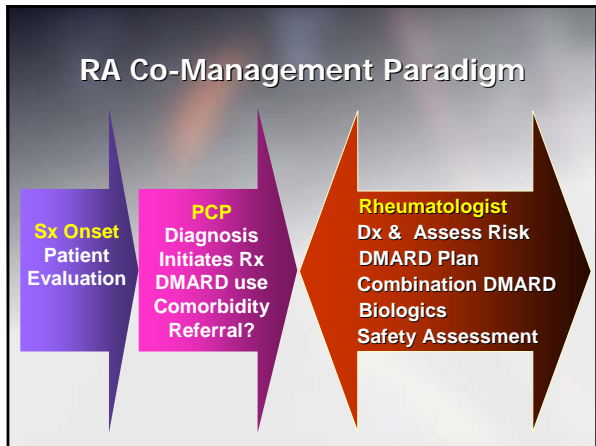 RA Co-Management Paradigm
Sx Onset
Patient
Evaluation
PCP
Diagnosis
Initiates Rx
DMARD use
Comorbidity
Referral?
Rheumatologist
Dx & Assess Risk
DMARD Plan
Combination DMARD
Biologics
Safety Assessment